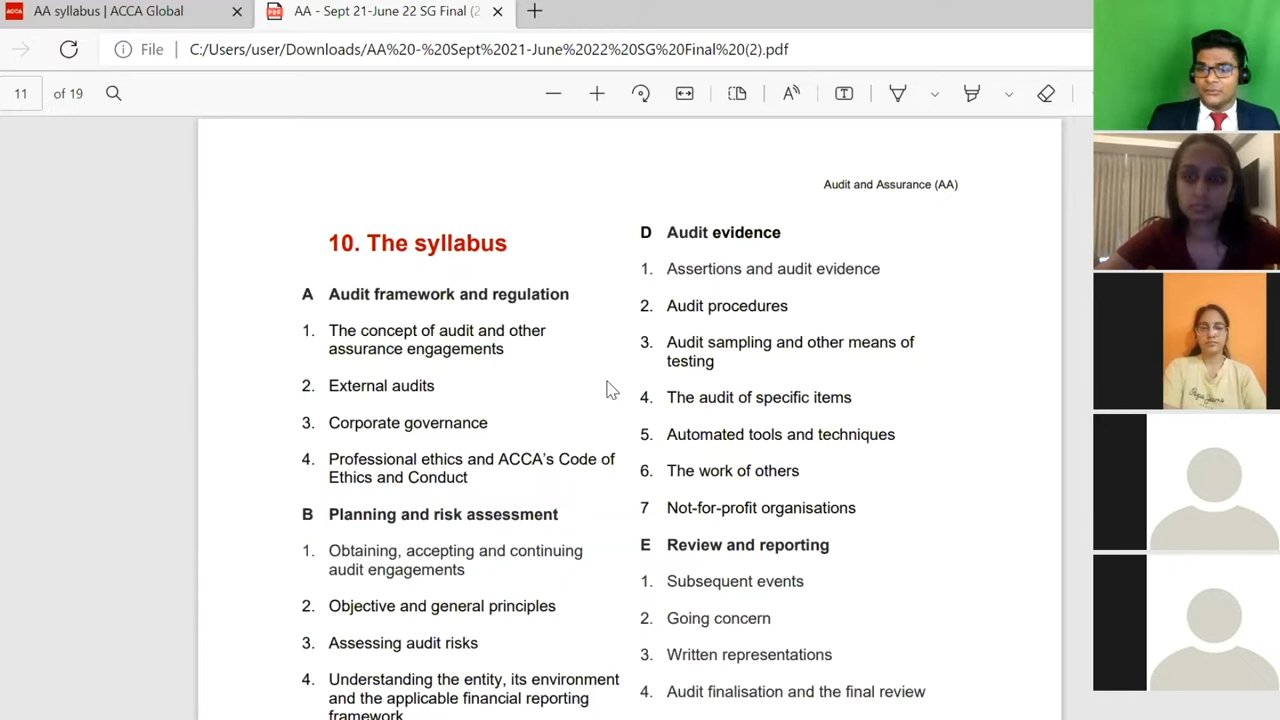 ACCA
AA syllabus | ACCA Global
AA - Sept 21-June 22 SG Final (2
File
C:/Users/user/Downloads/AA%20-%20Sept%2021-June%2022%20SG%20Final%20(2).pdf
11 of 19
Audit and Assurance (AA)
10. The syllabus
A Audit framework and regulation
1. The concept of audit and other
assurance engagements
2. External audits
3. Corporate governance
4. Professional ethics and ACCA's Code of
Ethics and Conduct
B Planning and risk assessment
1. Obtaining, accepting and continuing
audit engagements
2. Objective and general principles
3. Assessing audit risks
4. Understanding the entity, its environment
and the applicable financial reporting
framework
D Audit evidence
1. Assertions and audit evidence
2. Audit procedures
3. Audit sampling and other means of
testing
4. The audit of specific items
5. Automated tools and techniques
6. The work of others
7 Not-for-profit organisations
E Review and reporting
1. Subsequent events
2. Going concern
3. Written representations
4. Audit finalisation and the final review
Pepe Jeans